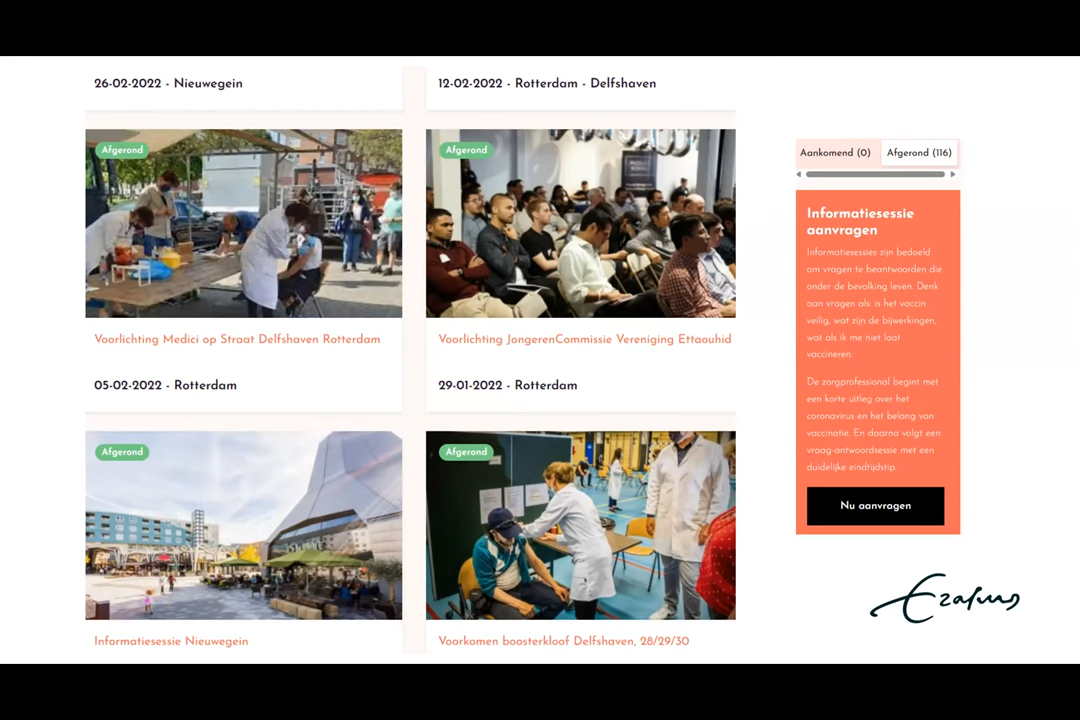 26-02-2022 - Nieuwegein
12-02-2022 - Rotterdam - Delfshaven
Afgerond
Afgerond
Voorlichting Medici op Straat Delfshaven Rotterdam
Voorlichting JongerenCommissie Vereniging Ettaouhid
05-02-2022 - Rotterdam
29-01-2022 - Rotterdam
Afgerond
Afgerond
Informatiesessie Nieuwegein
Voorkomen boosterkloof Delfshaven, 28/29/30
Aankomend (0) Afgerond (116)
Informatiesessie
aanvragen
Informatiesessies zijn bedoeld
om vragen te beantwoorden die
onder de bevolking leven. Denk
aan vragen als: is het vaccin
veilig, wat zijn de bijwerkingen,
wat als ik me niet laat
vaccineren.
De zorgprofessional begint met
een korte uitleg over het
coronavirus en het belang van
vaccinatie. En daarna volgt een
vraag-antwoordsessie met een
duidelijke eindtijdstip.
Nu aanvragen
Erasmus